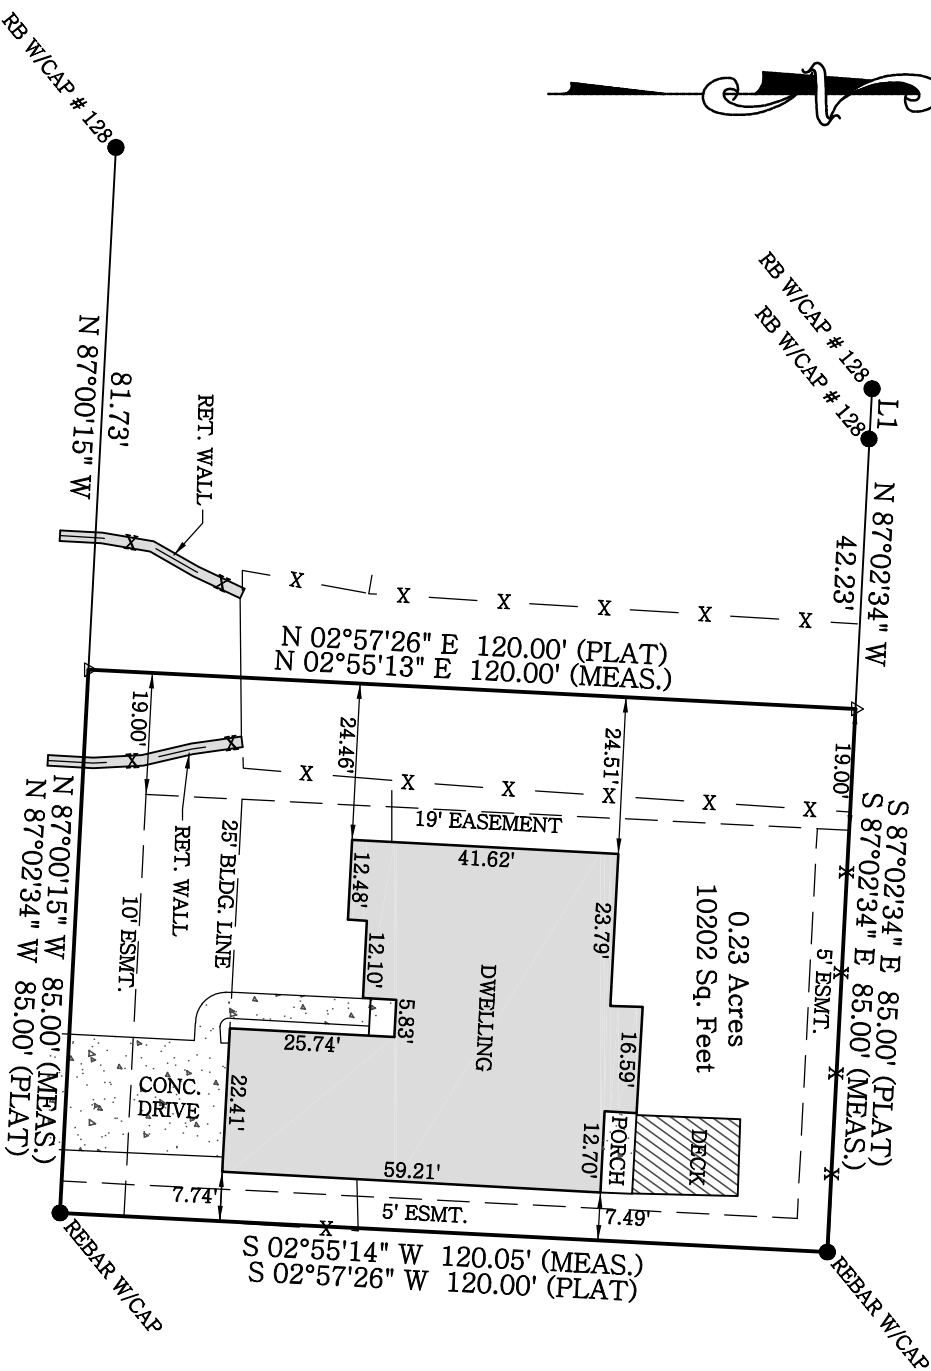 RB W/CAP # 128
RB W/CAP # 128
RB W/CAP # 128
L1
N 87°02'34" W
42.23'
81.73'
N 87°00'15" W
RET. WALL
X
X
X
X
X
X
X
X
N 02°57'26" E 120.00' (PLAT)
N 02°55'13" E 120.00' (MEAS.)
19.00'
24.46'
24.51'
19.00'
S 87°02'34" E 85.00' (PLAT)
S 87°02'34" E 85.00' (MEAS.)
X
X
X
X
X
X
X
X
19' EASEMENT
RET. WALL
25' BLDG. LINE
10' ESMT.
N 87°00'15" W 85.00' (MEAS.)
N 87°02'34" W 85.00' (PLAT)
41.62'
12.48'
12.10'
5.83'
25.74'
22.41'
23.79'
16.59'
12.70'
59.21'
DWELLING
PORCH
DECK
0.23 Acres
10202 Sq. Feet
5' ESMT.
X
X
X
X
CONC.
DRIVE
7.74'
5' ESMT.
7.49'
X
S 02°55'14" W 120.05' (MEAS.)
S 02°57'26" W 120.00' (PLAT)
REBAR W/CAP
REBAR W/CAP